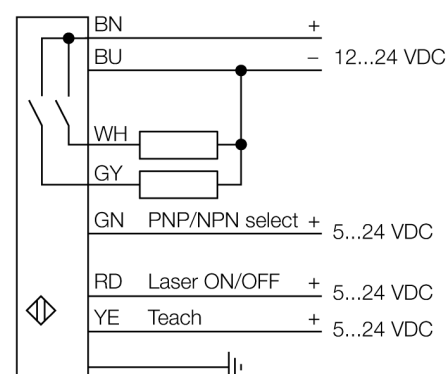 BN +
BU – 12...24 VDC
WH
GY
GN PNP/NPN select + 5...24 VDC
RD Laser ON/OFF + 5...24 VDC
YE Teach + 5...24 VDC